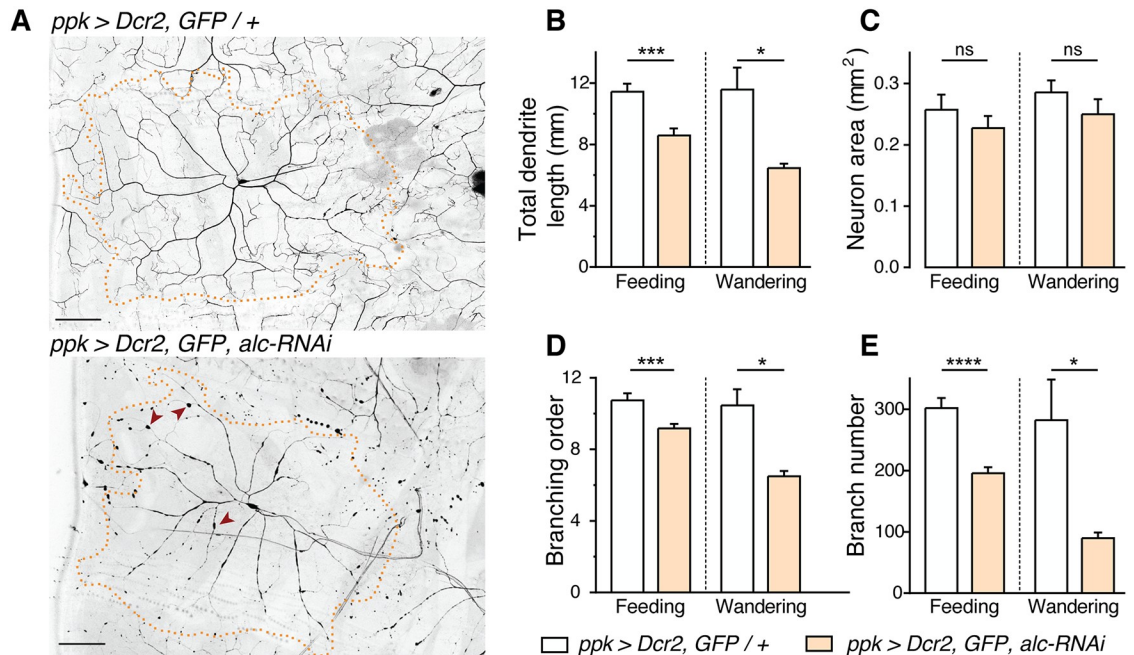 A
ppk > Dcr2, GFP / +
ppk > Dcr2, GFP, alc-RNAi
B
***
*
Total dendrite
length (mm)
12
8
4
0
Feeding
Wandering
C
ns
ns
Neuron area (mm2)
0.3
0.2
0.1
0.0
Feeding
Wandering
D
***
*
Branching order
12
8
4
0
Feeding
Wandering
E
****
*
Branch number
300
200
100
0
Feeding
Wandering
ppk > Dcr2, GFP / +
ppk > Dcr2, GFP, alc-RNAi